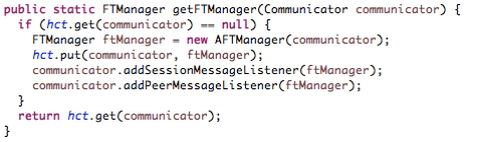 public static FTManager getFTManager(Communicator communicator) {
  if (hct.get(communicator) == null) {
    FTManager ftManager = new AFTManager(communicator);
    hct.put(communicator, ftManager);
    communicator.addSessionMessageListener(ftManager);
    communicator.addPeerMessageListener(ftManager);
  }
  return hct.get(communicator);
}